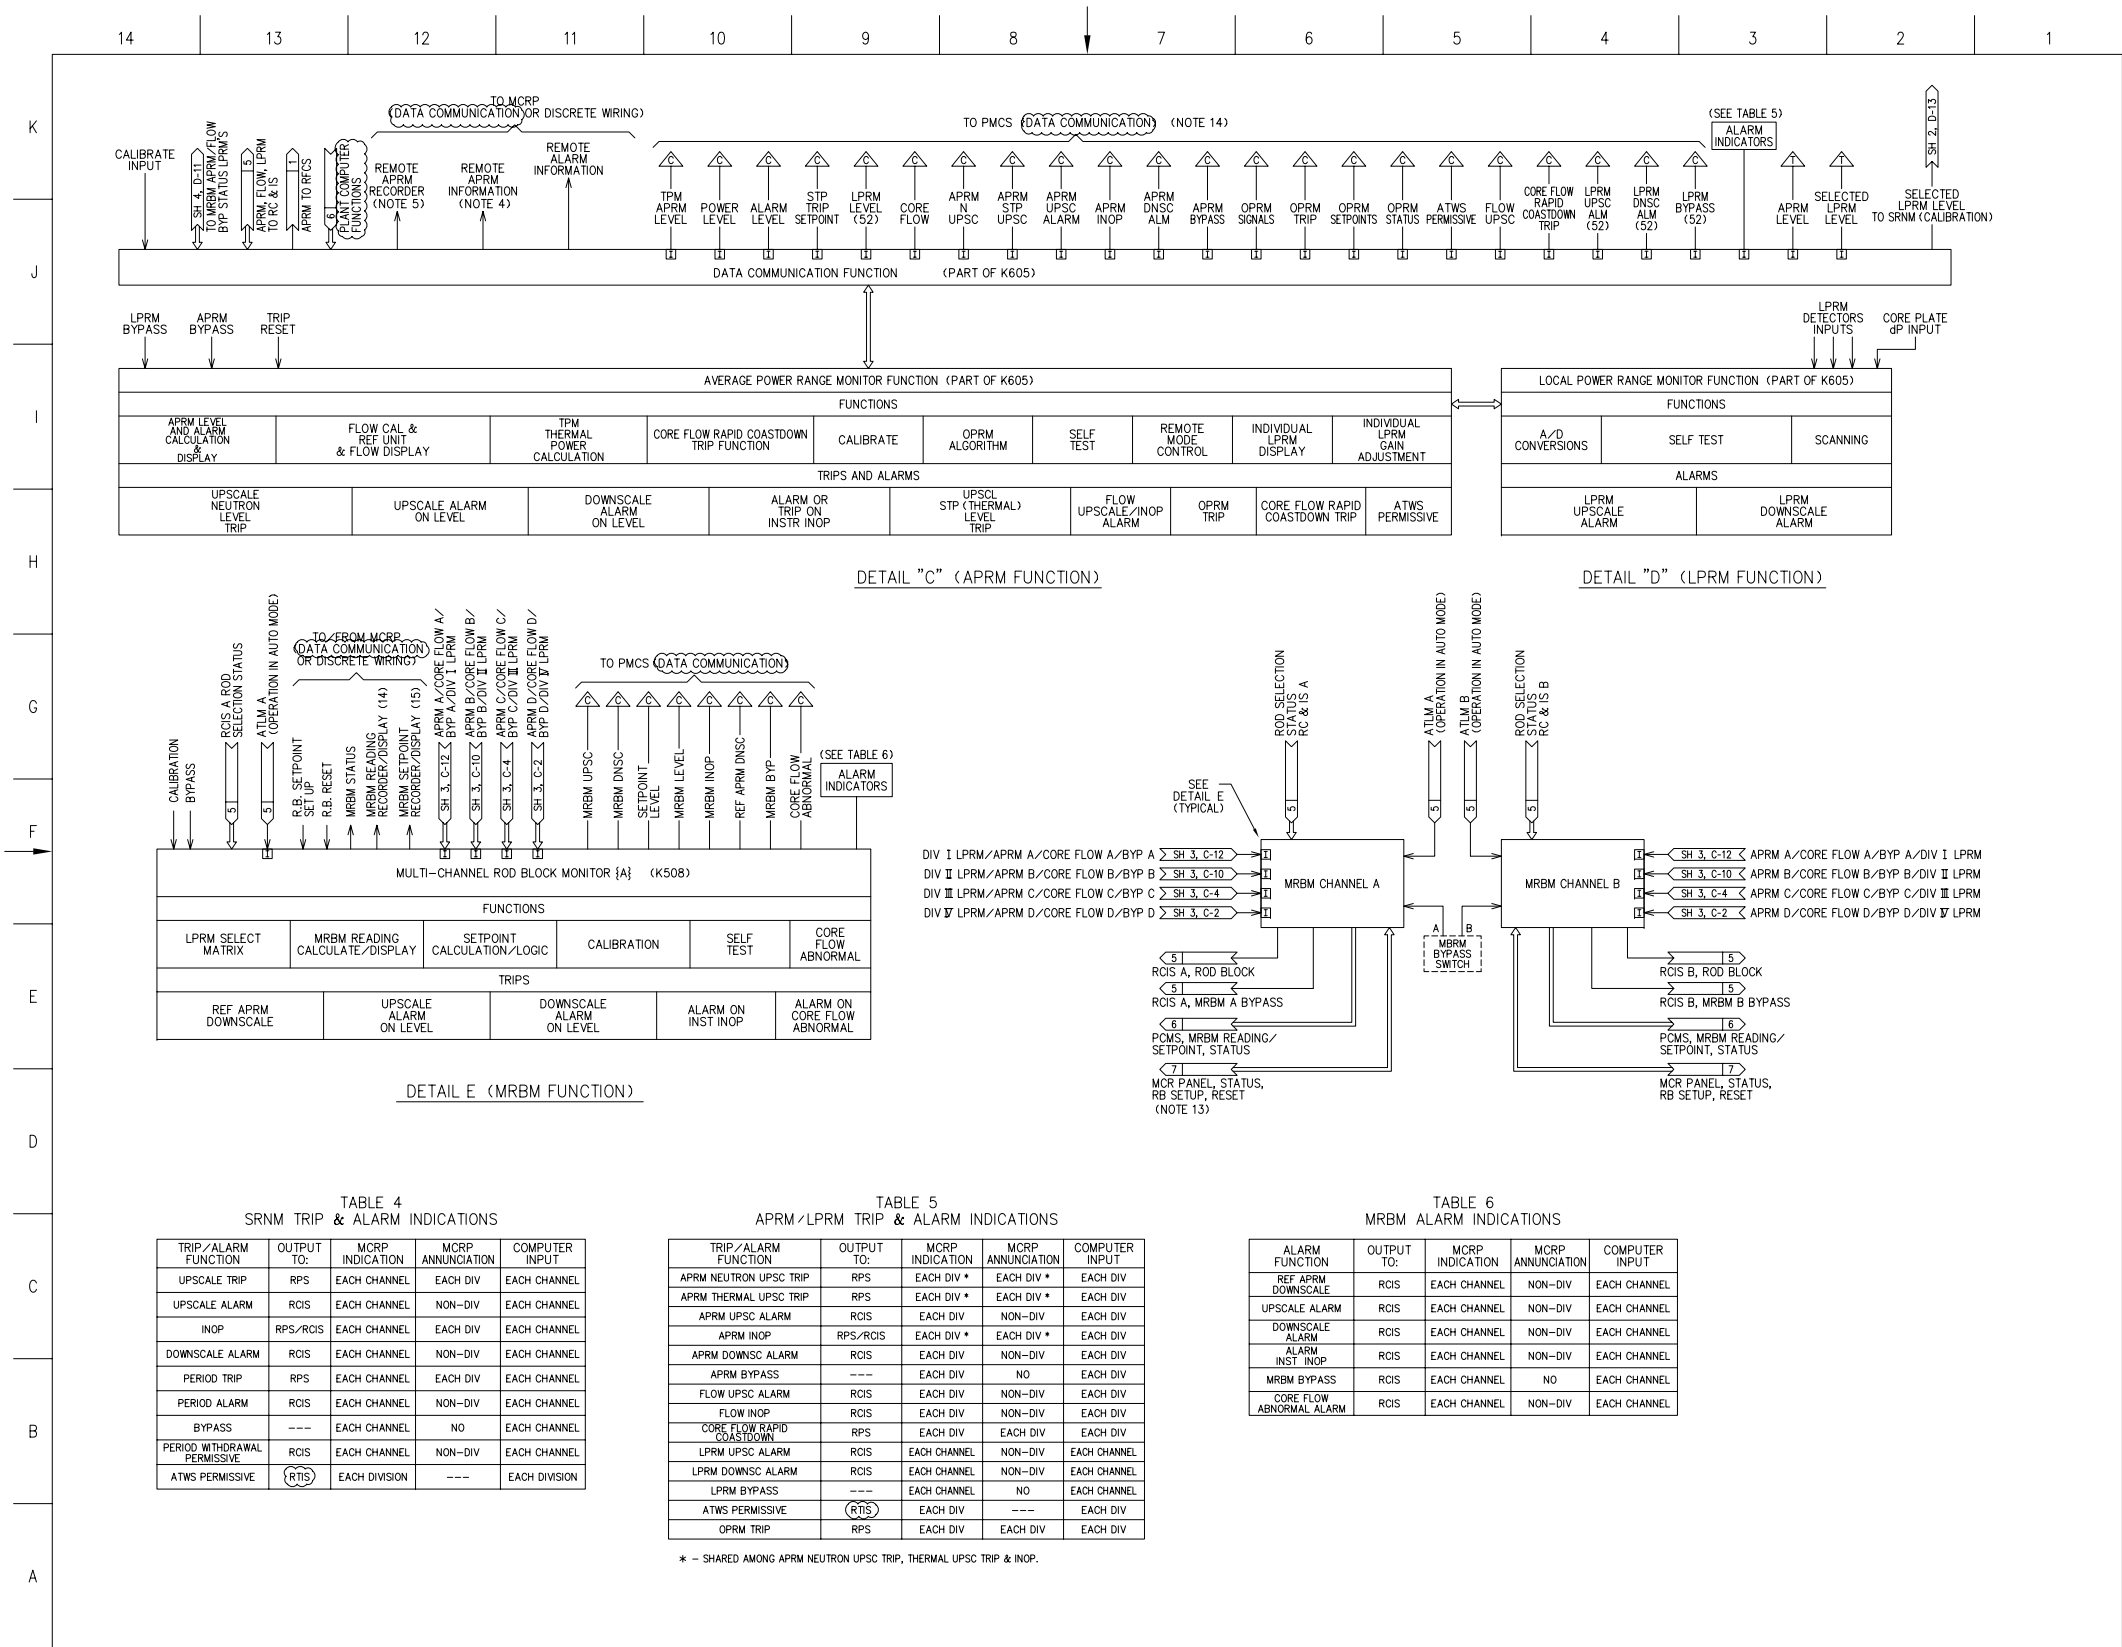 14 13 12 11 10 9 8 7 6 5 4 3 2 1
K
J
I
H
G
F
E
D
C
B
A
CALIBRATE
INPUT
SH 4, D-11
TO MRBM APRM/FLOW
BYP STATUS LPRM'S
5
APRM, FLOW, LPRM
TO RC & IS
1
APRM TO RFCS
6
PLANT COMPUTER
FUNCTIONS
TO MCRP
(DATA COMMUNICATION OR DISCRETE WIRING)
REMOTE
APRM
RECORDER
(NOTE 5)
REMOTE
APRM
INFORMATION
(NOTE 4)
REMOTE
ALARM
INFORMATION
TO PMCS (DATA COMMUNICATION) (NOTE 14)
C C C C C C C C C C C C C C C C C C C C C C
TPM
APRM
LEVEL
POWER
LEVEL
ALARM
LEVEL
STP
TRIP
SETPOINT
LPRM
LEVEL
(52)
CORE
FLOW
APRM
N
UPSC
APRM
STP
UPSC
APRM
UPSC
ALARM
APRM
INOP
APRM
DNSC
ALM
APRM
BYPASS
OPRM
SIGNALS
OPRM
TRIP
OPRM
SETPOINTS
OPRM
STATUS
ATWS
PERMISSIVE
FLOW
UPSC
CORE FLOW
RAPID
COASTDOWN
TRIP
LPRM
UPSC
ALM
(52)
LPRM
DNSC
ALM
(52)
LPRM
BYPASS
(52)
(SEE TABLE 5)
ALARM
INDICATORS
T
APRM
LEVEL
T
SELECTED
LPRM
LEVEL
SH 2, D-13
SELECTED
LPRM LEVEL
TO SRNM (CALIBRATION)
I I I I I I I I I I I I I I I I I I I I I I I I I
DATA COMMUNICATION FUNCTION (PART OF K605)
LPRM
BYPASS
APRM
BYPASS
TRIP
RESET
LPRM
DETECTORS
INPUTS
CORE PLATE
dP INPUT
AVERAGE POWER RANGE MONITOR FUNCTION (PART OF K605)
FUNCTIONS
APRM LEVEL
AND ALARM
CALCULATION
&
DISPLAY
FLOW CAL &
REF UNIT
& FLOW DISPLAY
TPM
THERMAL
POWER
CALCULATION
CORE FLOW RAPID COASTDOWN
TRIP FUNCTION
CALIBRATE
OPRM
ALGORITHM
SELF
TEST
REMOTE
MODE
CONTROL
INDIVIDUAL
LPRM
DISPLAY
INDIVIDUAL
LPRM
GAIN
ADJUSTMENT
TRIPS AND ALARMS
UPSCALE
NEUTRON
LEVEL
TRIP
UPSCALE ALARM
ON LEVEL
DOWNSCALE
ALARM
ON LEVEL
ALARM OR
TRIP ON
INSTR INOP
UPSCL
STP (THERMAL)
LEVEL
TRIP
FLOW
UPSCALE/INOP
ALARM
OPRM
TRIP
CORE FLOW RAPID
COASTDOWN TRIP
ATWS
PERMISSIVE
LOCAL POWER RANGE MONITOR FUNCTION (PART OF K605)
FUNCTIONS
A/D
CONVERSIONS
SELF TEST
SCANNING
ALARMS
LPRM
UPSCALE
ALARM
LPRM
DOWNSCALE
ALARM
DETAIL "C" (APRM FUNCTION)
DETAIL "D" (LPRM FUNCTION)
CALIBRATION
BYPASS
RCIS A ROD
SELECTION STATUS
5
ATLM A
(OPERATION IN AUTO MODE)
5
TO/FROM MCRP
(DATA COMMUNICATION
OR DISCRETE WIRING)
R.B. SETPOINT
SET UP
R.B. RESET
MRBM STATUS
MRBM READING
RECORDER/DISPLAY (14)
MRBM SETPOINT
RECORDER/DISPLAY (15)
APRM A/CORE FLOW A/
BYP A/DIV I LPRM
SH 3, C-12
APRM B/CORE FLOW B/
BYP B/DIV II LPRM
SH 3, C-10
APRM C/CORE FLOW C/
BYP C/DIV III LPRM
SH 3, C-4
APRM D/CORE FLOW D/
BYP D/DIV IV LPRM
SH 3, C-2
TO PMCS (DATA COMMUNICATION)
C C C C C C C C
MRBM UPSC
MRBM DNSC
SETPOINT
LEVEL
MRBM LEVEL
MRBM INOP
REF APRM DNSC
MRBM BYP
CORE FLOW
ABNORMAL
(SEE TABLE 6)
ALARM
INDICATORS
I I I I I
MULTI-CHANNEL ROD BLOCK MONITOR {A} (K508)
FUNCTIONS
LPRM SELECT
MATRIX
MRBM READING
CALCULATE/DISPLAY
SETPOINT
CALCULATION/LOGIC
CALIBRATION
SELF
TEST
CORE
FLOW
ABNORMAL
TRIPS
REF APRM
DOWNSCALE
UPSCALE
ALARM
ON LEVEL
DOWNSCALE
ALARM
ON LEVEL
ALARM ON
INST INOP
ALARM ON
CORE FLOW
ABNORMAL
DETAIL E (MRBM FUNCTION)
ROD SELECTION
STATUS
RC & IS A
5
ATLM A
(OPERATION IN AUTO MODE)
5
ATLM B
(OPERATION IN AUTO MODE)
5
ROD SELECTION
STATUS
RC & IS B
5
SEE
DETAIL E
(TYPICAL)
DIV I LPRM/APRM A/CORE FLOW A/BYP A SH 3, C-12 I
DIV II LPRM/APRM B/CORE FLOW B/BYP B SH 3, C-10 I
DIV III LPRM/APRM C/CORE FLOW C/BYP C SH 3, C-4 I
DIV IV LPRM/APRM D/CORE FLOW D/BYP D SH 3, C-2 I
MRBM CHANNEL A
MRBM CHANNEL B
I SH 3, C-12 APRM A/CORE FLOW A/BYP A/DIV I LPRM
I SH 3, C-10 APRM B/CORE FLOW B/BYP B/DIV II LPRM
I SH 3, C-4 APRM C/CORE FLOW C/BYP C/DIV III LPRM
I SH 3, C-2 APRM D/CORE FLOW D/BYP D/DIV IV LPRM
A B
MBRM
BYPASS
SWITCH
5
RCIS A, ROD BLOCK
5
RCIS A, MRBM A BYPASS
6
PCMS, MRBM READING/
SETPOINT, STATUS
7
MCR PANEL, STATUS,
RB SETUP, RESET
(NOTE 13)
5
RCIS B, ROD BLOCK
5
RCIS B, MRBM B BYPASS
6
PCMS, MRBM READING/
SETPOINT, STATUS
7
MCR PANEL, STATUS,
RB SETUP, RESET
TABLE 4
SRNM TRIP & ALARM INDICATIONS
TRIP/ALARM FUNCTION OUTPUT TO: MCRP INDICATION MCRP ANNUNCIATION COMPUTER INPUT
UPSCALE TRIP RPS EACH CHANNEL EACH DIV EACH CHANNEL
UPSCALE ALARM RCIS EACH CHANNEL NON-DIV EACH CHANNEL
INOP RPS/RCIS EACH CHANNEL EACH DIV EACH CHANNEL
DOWNSCALE ALARM RCIS EACH CHANNEL NON-DIV EACH CHANNEL
PERIOD TRIP RPS EACH CHANNEL EACH DIV EACH CHANNEL
PERIOD ALARM RCIS EACH CHANNEL NON-DIV EACH CHANNEL
BYPASS --- EACH CHANNEL NO EACH CHANNEL
PERIOD WITHDRAWAL PERMISSIVE RCIS EACH CHANNEL NON-DIV EACH CHANNEL
ATWS PERMISSIVE RTIS EACH DIVISION --- EACH DIVISION
TABLE 5
APRM/LPRM TRIP & ALARM INDICATIONS
TRIP/ALARM FUNCTION OUTPUT TO: MCRP INDICATION MCRP ANNUNCIATION COMPUTER INPUT
APRM NEUTRON UPSC TRIP RPS EACH DIV * EACH DIV * EACH DIV
APRM THERMAL UPSC TRIP RPS EACH DIV * EACH DIV * EACH DIV
APRM UPSC ALARM RCIS EACH DIV NON-DIV EACH DIV
APRM INOP RPS/RCIS EACH DIV * EACH DIV * EACH DIV
APRM DOWNSC ALARM RCIS EACH DIV NON-DIV EACH DIV
APRM BYPASS --- EACH DIV NO EACH DIV
FLOW UPSC ALARM RCIS EACH DIV NON-DIV EACH DIV
FLOW INOP RCIS EACH DIV NON-DIV EACH DIV
CORE FLOW RAPID COASTDOWN RPS EACH DIV EACH DIV EACH DIV
LPRM UPSC ALARM RCIS EACH CHANNEL NON-DIV EACH CHANNEL
LPRM DOWNSC ALARM RCIS EACH CHANNEL NON-DIV EACH CHANNEL
LPRM BYPASS --- EACH CHANNEL NO EACH CHANNEL
ATWS PERMISSIVE RTIS EACH DIV --- EACH DIV
OPRM TRIP RPS EACH DIV EACH DIV EACH DIV
* - SHARED AMONG APRM NEUTRON UPSC TRIP, THERMAL UPSC TRIP & INOP.
TABLE 6
MRBM ALARM INDICATIONS
ALARM FUNCTION OUTPUT TO: MCRP INDICATION MCRP ANNUNCIATION COMPUTER INPUT
REF APRM DOWNSCALE RCIS EACH CHANNEL NON-DIV EACH CHANNEL
UPSCALE ALARM RCIS EACH CHANNEL NON-DIV EACH CHANNEL
DOWNSCALE ALARM RCIS EACH CHANNEL NON-DIV EACH CHANNEL
ALARM INST INOP RCIS EACH CHANNEL NON-DIV EACH CHANNEL
MRBM BYPASS RCIS EACH CHANNEL NO EACH CHANNEL
CORE FLOW ABNORMAL ALARM RCIS EACH CHANNEL NON-DIV EACH CHANNEL